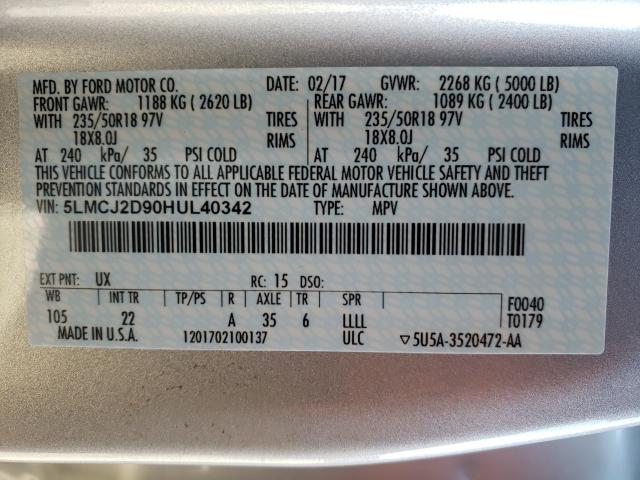 MFD. BY FORD MOTOR CO. DATE: 02/17 GVWR: 2268 KG ( 5000 LB)
FRONT GAWR: 1188 KG ( 2620 LB) REAR GAWR: 1089 KG ( 2400 LB)
WITH 235/50R18 97V TIRES WITH 235/50R18 97V TIRES
18X8.0J RIMS 18X8.0J RIMS
AT 240 kPa/ 35 PSI COLD AT 240 kPa/ 35 PSI COLD
THIS VEHICLE CONFORMS TO ALL APPLICABLE FEDERAL MOTOR VEHICLE SAFETY AND THEFT
PREVENTION STANDARDS IN EFFECT ON THE DATE OF MANUFACTURE SHOWN ABOVE.
VIN: 5LMCJ2D90HUL40342 TYPE: MPV
EXT PNT: UX RC: 15 DSO:
WB INT TR TP/PS R AXLE TR SPR F0040
105 22 A 35 6 LLLL T0179
MADE IN U.S.A. 1201702100137 ULC ▽5U5A-3520472-AA